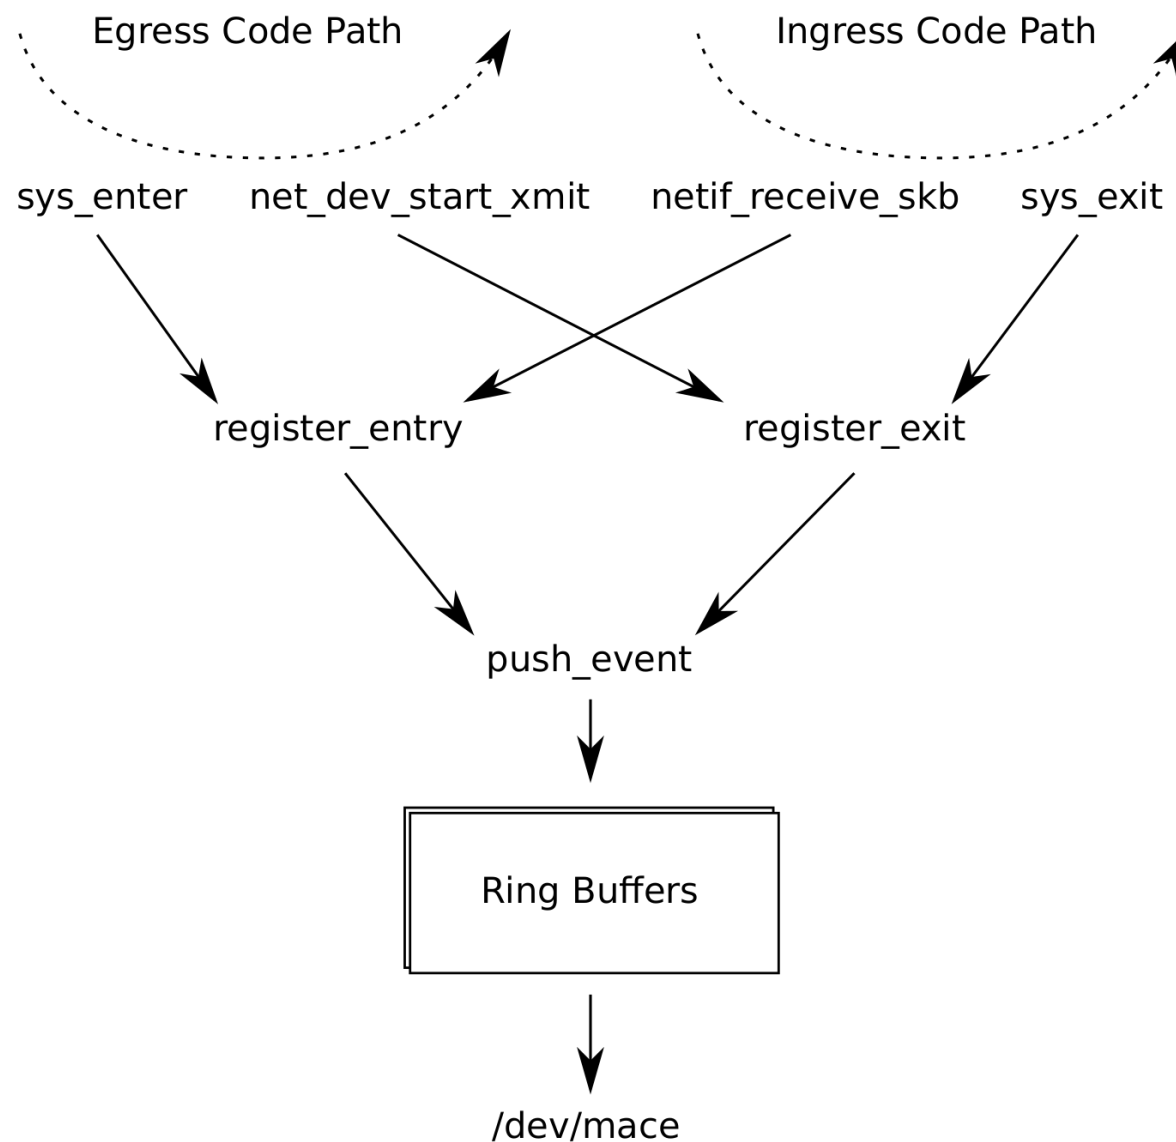 Egress Code Path
Ingress Code Path
sys_enter
net_dev_start_xmit
netif_receive_skb
sys_exit
register_entry
register_exit
push_event
Ring Buffers
/dev/mace